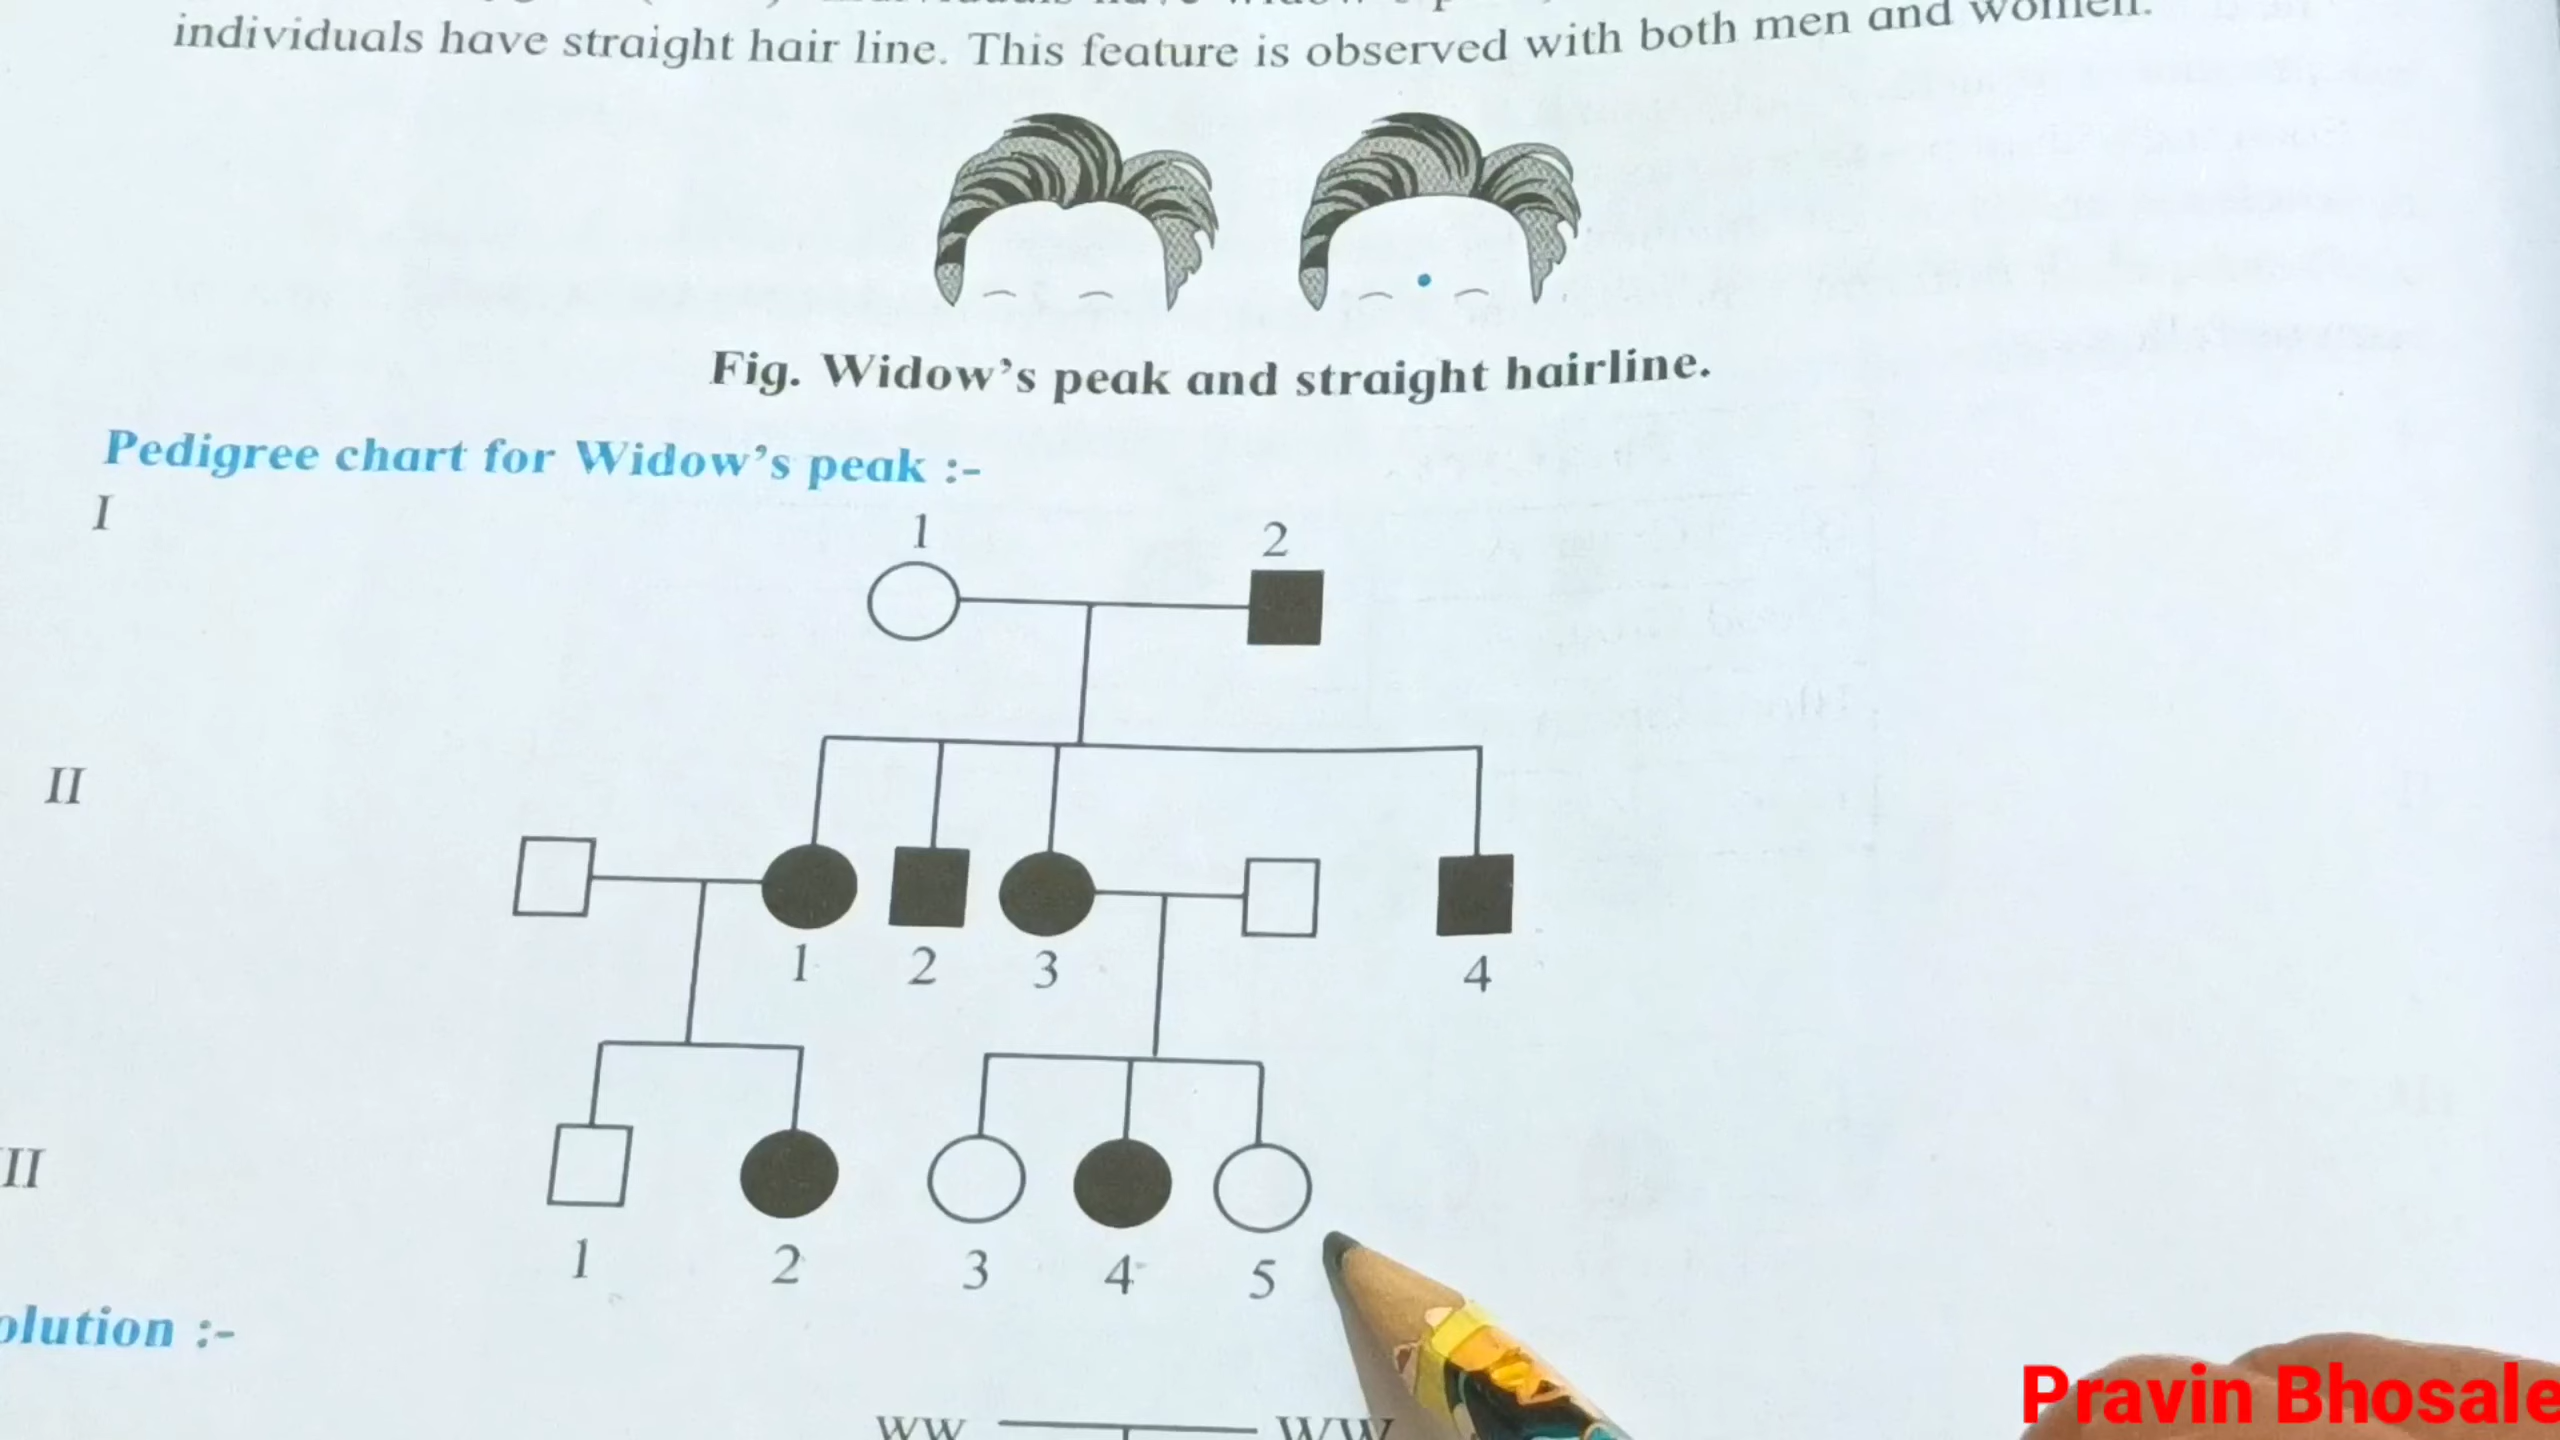 individuals have straight hair line. This feature is observed with both men and women.
Fig. Widow's peak and straight hairline.
Pedigree chart for Widow's peak :-
I
1 2
II
1 2 3 4
II
1 2 3 4 5
olution :-
ww WW
Pravin Bhosale